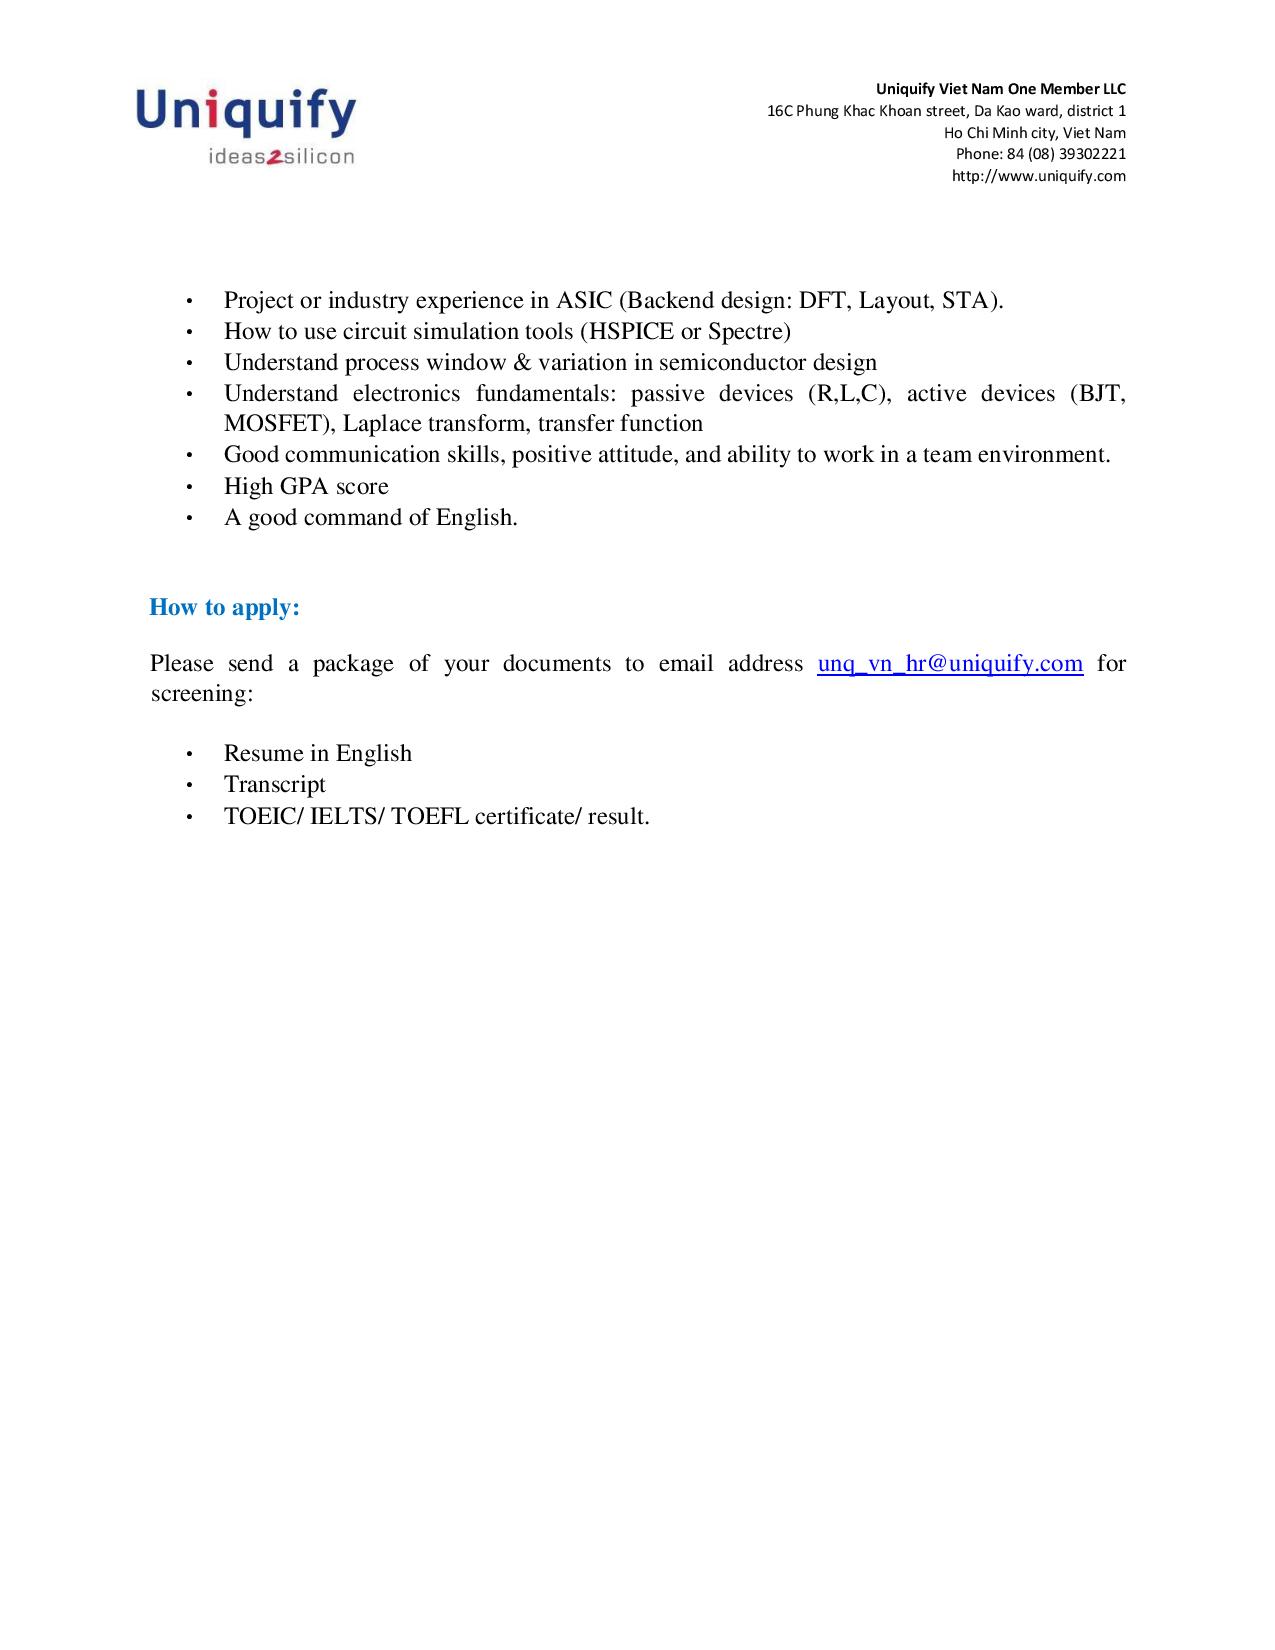 Uniquify
ideas2silicon
Uniquify Viet Nam One Member LLC
16C Phung Khac Khoan street, Da Kao ward, district 1
Ho Chi Minh city, Viet Nam
Phone: 84 (08) 39302221
http://www.uniquify.com
• Project or industry experience in ASIC (Backend design: DFT, Layout, STA).
• How to use circuit simulation tools (HSPICE or Spectre)
• Understand process window & variation in semiconductor design
• Understand electronics fundamentals: passive devices (R,L,C), active devices (BJT,
MOSFET), Laplace transform, transfer function
• Good communication skills, positive attitude, and ability to work in a team environment.
• High GPA score
• A good command of English.
How to apply:
Please send a package of your documents to email address unq_vn_hr@uniquify.com for
screening:
• Resume in English
• Transcript
• TOEIC/ IELTS/ TOEFL certificate/ result.